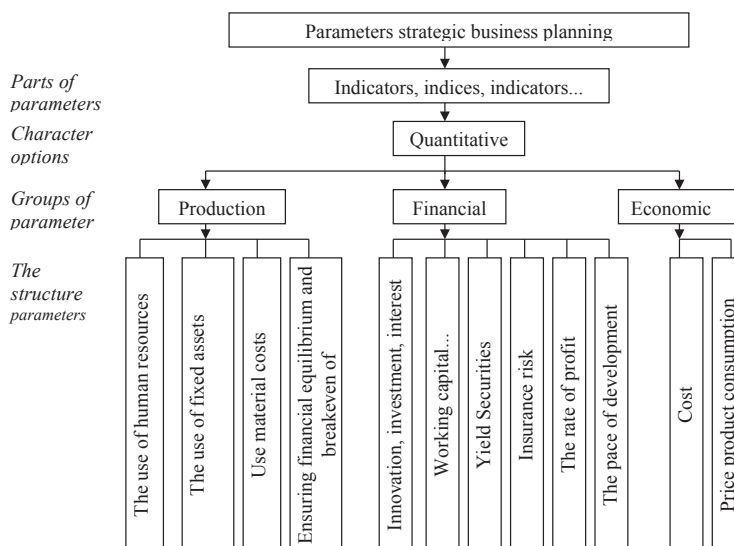 Parameters strategic business planning
Parts of
parameters
Indicators, indices, indicators...
Character
options
Quantitative
Groups of
parameter
Production
Financial
Economic
The
structure
parameters
The use of human resources
The use of fixed assets
Use material costs
Ensuring financial equilibrium and
breakeven of
Innovation, investment, interest
Working capital...
Yield Securities
Insurance risk
The rate of profit
The pace of development
Cost
Price product consumption